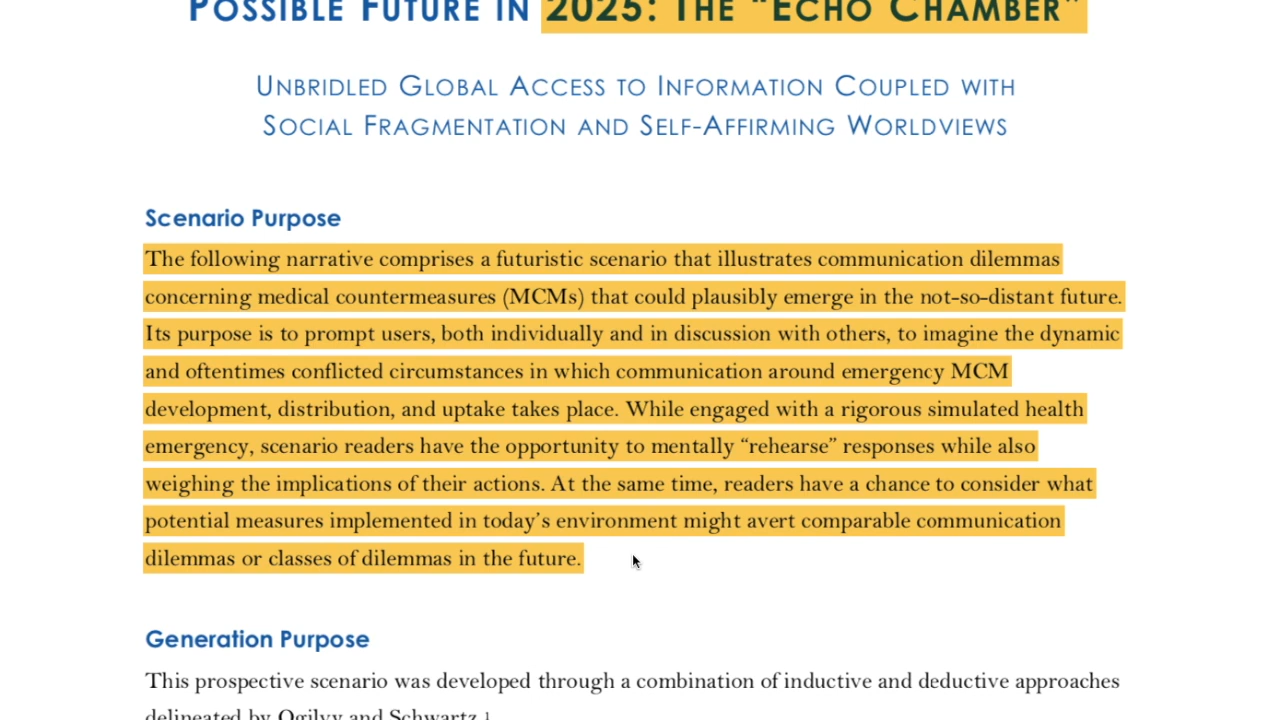 Possible Future in 2025: The “Echo Chamber”
Unbridled Global Access to Information Coupled with
Social Fragmentation and Self-Affirming Worldviews
Scenario Purpose
The following narrative comprises a futuristic scenario that illustrates communication dilemmas
concerning medical countermeasures (MCMs) that could plausibly emerge in the not-so-distant future.
Its purpose is to prompt users, both individually and in discussion with others, to imagine the dynamic
and oftentimes conflicted circumstances in which communication around emergency MCM
development, distribution, and uptake takes place. While engaged with a rigorous simulated health
emergency, scenario readers have the opportunity to mentally “rehearse” responses while also
weighing the implications of their actions. At the same time, readers have a chance to consider what
potential measures implemented in today’s environment might avert comparable communication
dilemmas or classes of dilemmas in the future.
Generation Purpose
This prospective scenario was developed through a combination of inductive and deductive approaches
delineated by Ogilvy and Schwartz.¹